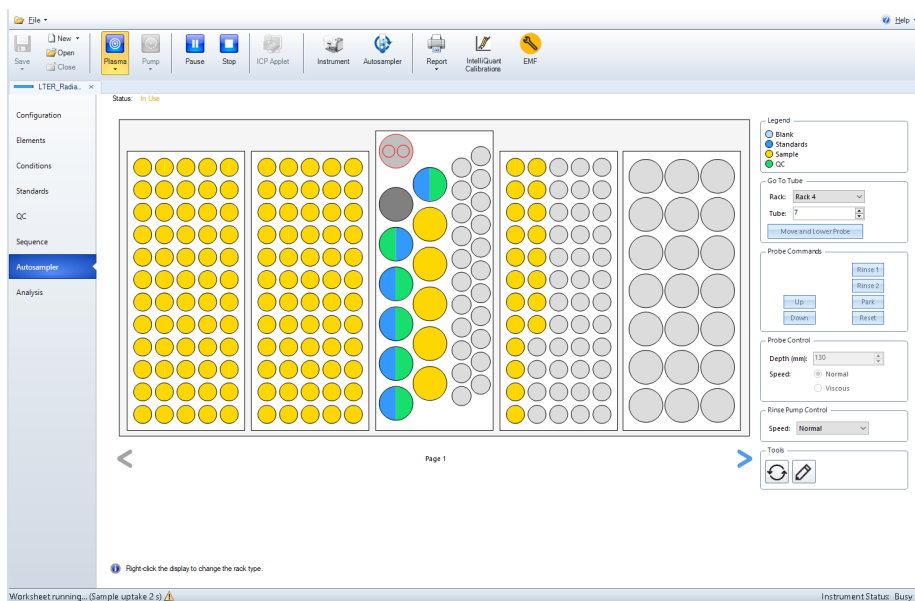 File
Help
Save
New
Open
Close
Plasma
Pump
Pause
Stop
ICP Applet
Instrument
Autosampler
Report
IntelliQuant
Calibrations
EMF
LTER_Radia...
Status: In Use
Configuration
Elements
Conditions
Standards
QC
Sequence
Autosampler
Analysis
Legend
Blank
Standards
Sample
QC
Go To Tube
Rack: Rack 4
Tube: 7
Move and Lower Probe
Probe Commands
Rinse 1
Rinse 2
Up Park
Down Reset
Probe Control
Depth (mm): 130
Speed: Normal
Viscous
Rinse Pump Control
Speed: Normal
Tools
Page 1
Right-click the display to change the rack type.
Worksheet running... (Sample uptake 2 s)
Instrument Status: Busy